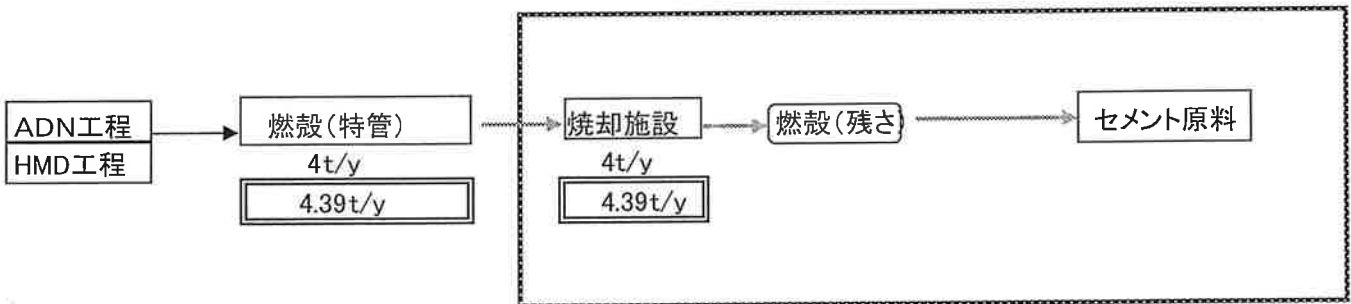 ADN工程
HMD工程
燃殻(特管)
4t/y
4.39t/y
焼却施設
4t/y
4.39t/y
燃殻(残さ)
セメント原料